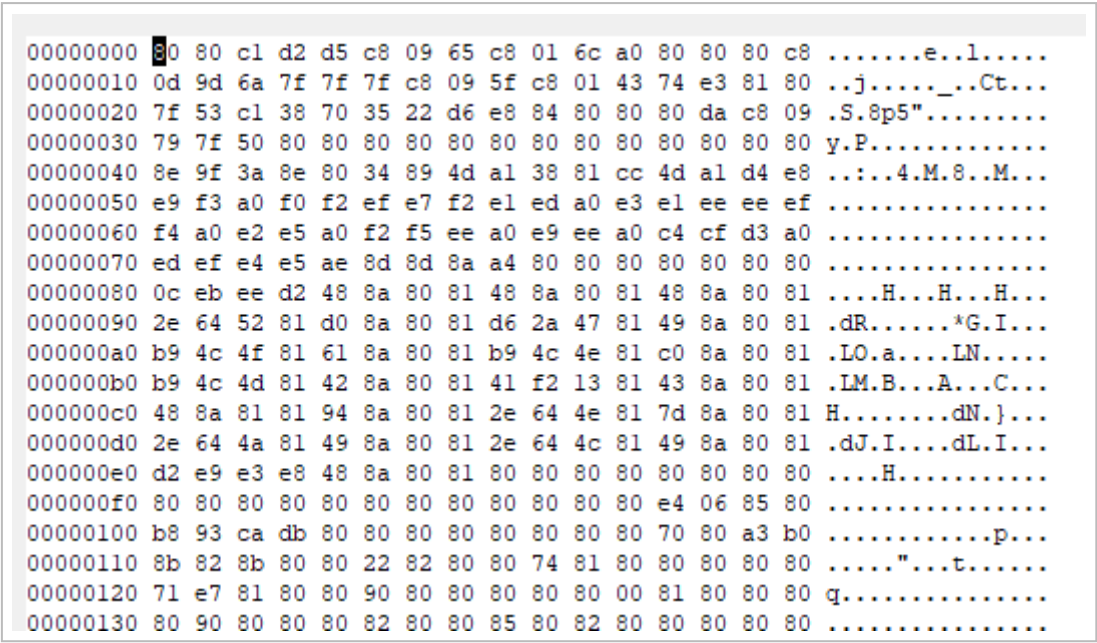 00000000 80 80 c1 d2 d5 c8 09 65 c8 01 6c a0 80 80 80 c8 .......e..l.....
00000010 0d 9d 6a 7f 7f 7f c8 09 5f c8 01 43 74 e3 81 80 ..j....._..Ct...
00000020 7f 53 c1 38 70 35 22 d6 e8 84 80 80 80 da c8 09 .S.8p5".........
00000030 79 7f 50 80 80 80 80 80 80 80 80 80 80 80 80 80 y.P.............
00000040 8e 9f 3a 8e 80 34 89 4d a1 38 81 cc 4d a1 d4 e8 ..:..4.M.8..M...
00000050 e9 f3 a0 f0 f2 ef e7 f2 e1 ed a0 e3 e1 ee ee ef ................
00000060 f4 a0 e2 e5 a0 f2 f5 ee a0 e9 ee a0 c4 cf d3 a0 ................
00000070 ed ef e4 e5 ae 8d 8d 8a a4 80 80 80 80 80 80 80 ................
00000080 0c eb ee d2 48 8a 80 81 48 8a 80 81 48 8a 80 81 ....H...H...H...
00000090 2e 64 52 81 d0 8a 80 81 d6 2a 47 81 49 8a 80 81 .dR......*G.I...
000000a0 b9 4c 4f 81 61 8a 80 81 b9 4c 4e 81 c0 8a 80 81 .LO.a....LN.....
000000b0 b9 4c 4d 81 42 8a 80 81 41 f2 13 81 43 8a 80 81 .LM.B...A...C...
000000c0 48 8a 81 81 94 8a 80 81 2e 64 4e 81 7d 8a 80 81 H........dN.}...
000000d0 2e 64 4a 81 49 8a 80 81 2e 64 4c 81 49 8a 80 81 .dJ.I....dL.I...
000000e0 d2 e9 e3 e8 48 8a 80 81 80 80 80 80 80 80 80 80 ....H...........
000000f0 80 80 80 80 80 80 80 80 80 80 80 80 e4 06 85 80 ................
00000100 b8 93 ca db 80 80 80 80 80 80 80 80 70 80 a3 b0 ............p...
00000110 8b 82 8b 80 80 22 82 80 80 74 81 80 80 80 80 80 ....."...t......
00000120 71 e7 81 80 80 90 80 80 80 80 80 00 81 80 80 80 q...............
00000130 80 90 80 80 80 82 80 80 85 80 82 80 80 80 80 80 ................